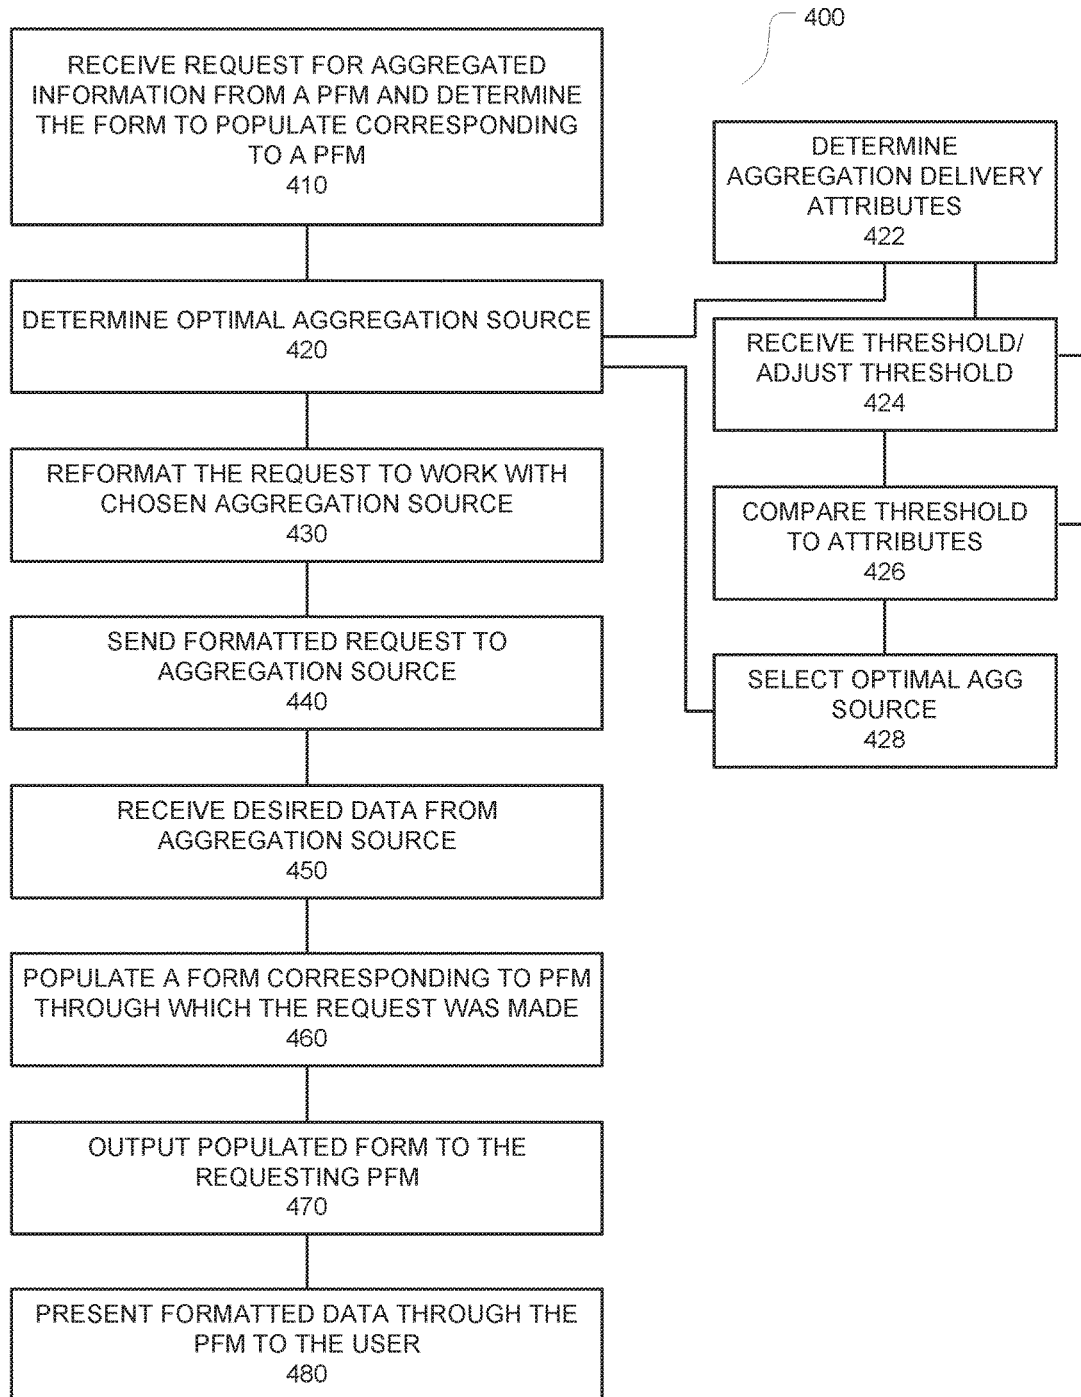 400
RECEIVE REQUEST FOR AGGREGATED
INFORMATION FROM A PFM AND DETERMINE
THE FORM TO POPULATE CORRESPONDING
TO A PFM
410
DETERMINE OPTIMAL AGGREGATION SOURCE
420
REFORMAT THE REQUEST TO WORK WITH
CHOSEN AGGREGATION SOURCE
430
SEND FORMATTED REQUEST TO
AGGREGATION SOURCE
440
RECEIVE DESIRED DATA FROM
AGGREGATION SOURCE
450
POPULATE A FORM CORRESPONDING TO PFM
THROUGH WHICH THE REQUEST WAS MADE
460
OUTPUT POPULATED FORM TO THE
REQUESTING PFM
470
PRESENT FORMATTED DATA THROUGH THE
PFM TO THE USER
480
DETERMINE
AGGREGATION DELIVERY
ATTRIBUTES
422
RECEIVE THRESHOLD/
ADJUST THRESHOLD
424
COMPARE THRESHOLD
TO ATTRIBUTES
426
SELECT OPTIMAL AGG
SOURCE
428